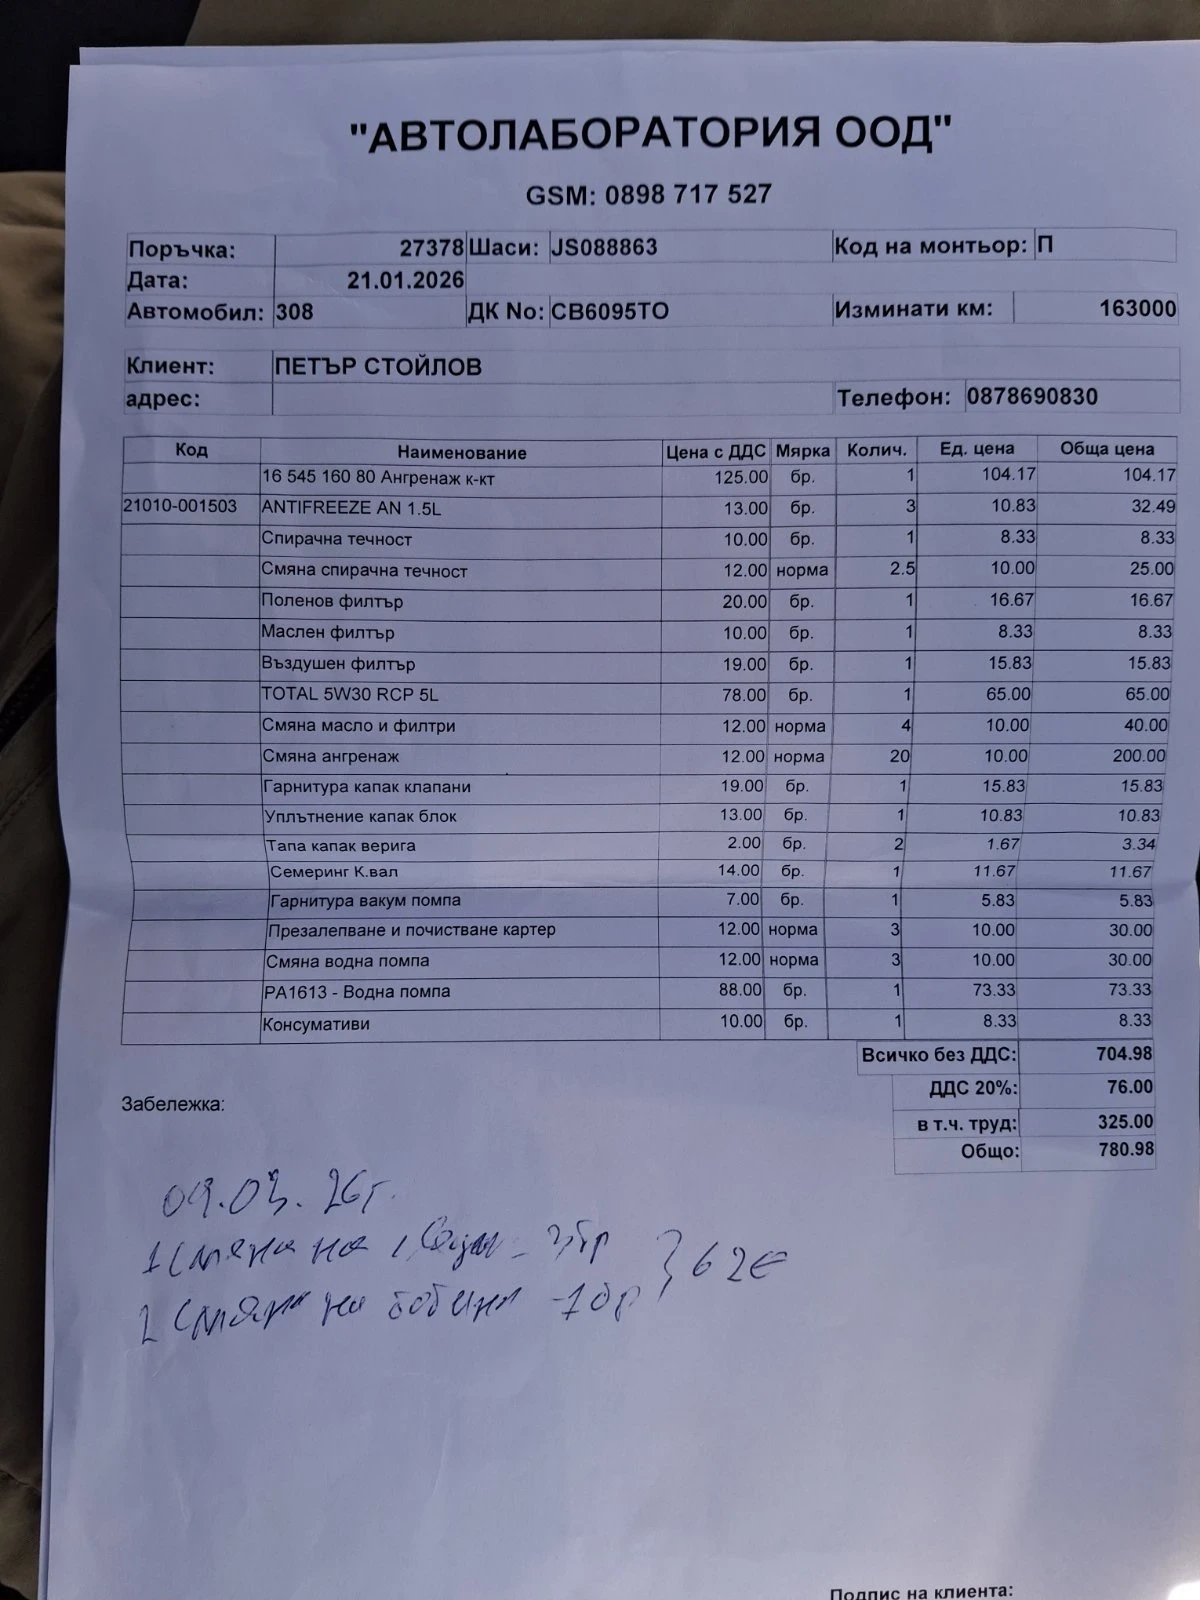 "АВТОЛАБОРАТОРИЯ ООД"
GSM: 0898 717 527
Поръчка: 27378 Шаси: JS088863 Код на монтьор: П
Дата: 21.01.2026
Автомобил: 308 ДК No: CB6095TO Изминати км: 163000
Клиент: ПЕТЪР СТОЙЛОВ
адрес: Телефон: 0878690830
Код Наименование Цена с ДДС Мярка Колич. Ед. цена Обща цена
16 545 160 80 Ангренаж к-кт 125.00 бр. 1 104.17 104.17
21010-001503 ANTIFREEZE AN 1.5L 13.00 бр. 3 10.83 32.49
Спирачна течност 10.00 бр. 1 8.33 8.33
Смяна спирачна течност 12.00 норма 2.5 10.00 25.00
Поленов филтър 20.00 бр. 1 16.67 16.67
Маслен филтър 10.00 бр. 1 8.33 8.33
Въздушен филтър 19.00 бр. 1 15.83 15.83
TOTAL 5W30 RCP 5L 78.00 бр. 1 65.00 65.00
Смяна масло и филтри 12.00 норма 4 10.00 40.00
Смяна ангренаж 12.00 норма 20 10.00 200.00
Гарнитура капак клапани 19.00 бр. 1 15.83 15.83
Уплътнение капак блок 13.00 бр. 1 10.83 10.83
Тапа капак верига 2.00 бр. 2 1.67 3.34
Семеринг К.вал 14.00 бр. 1 11.67 11.67
Гарнитура вакум помпа 7.00 бр. 1 5.83 5.83
Презалепване и почистване картер 12.00 норма 3 10.00 30.00
Смяна водна помпа 12.00 норма 3 10.00 30.00
PA1613 - Водна помпа 88.00 бр. 1 73.33 73.33
Консумативи 10.00 бр. 1 8.33 8.33
Всичко без ДДС: 704.98
ДДС 20%: 76.00
в т.ч. труд: 325.00
Общо: 780.98
Забележка:
09.03.26г.
1 Смяна на 3бр
2 Смяна на бобина - 1бр } 62€
Подпис на клиента: